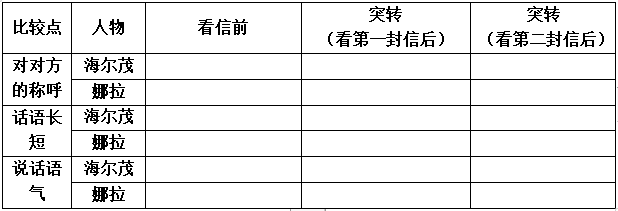 比较点 人物 看信前 突转 突转
（看第一封信后） （看第二封信后）
对对方 海尔茂
的称呼 娜拉
话语长 海尔茂
短 娜拉
说话语 海尔茂
气 娜拉